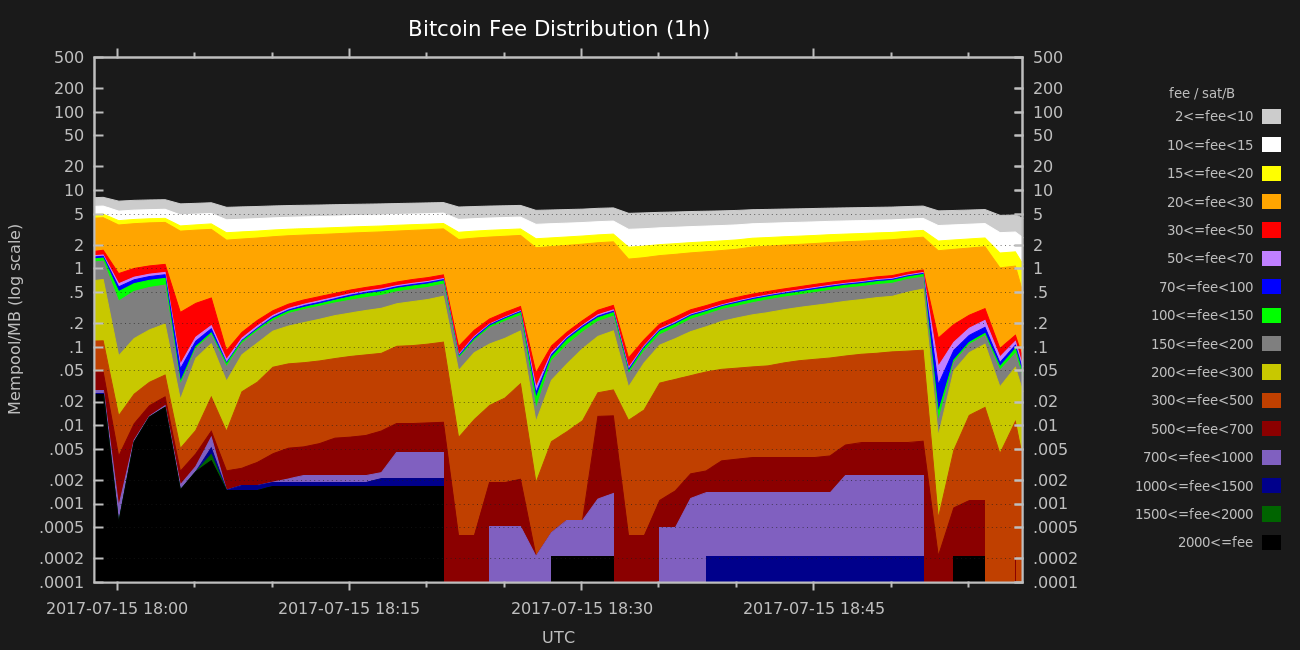 Bitcoin Fee Distribution (1h)
500 500
200 200
100 100
50 50
20 20
10 10
5 5
2 2
1 1
.5 .5
.2 .2
.1 .1
.05 .05
.02 .02
.01 .01
.005 .005
.002 .002
.001 .001
.0005 .0005
.0002 .0002
.0001 .0001
Mempool/MB (log scale)
2017-07-15 18:00 2017-07-15 18:15 2017-07-15 18:30 2017-07-15 18:45
UTC
fee / sat/B
2<=fee<10
10<=fee<15
15<=fee<20
20<=fee<30
30<=fee<50
50<=fee<70
70<=fee<100
100<=fee<150
150<=fee<200
200<=fee<300
300<=fee<500
500<=fee<700
700<=fee<1000
1000<=fee<1500
1500<=fee<2000
2000<=fee